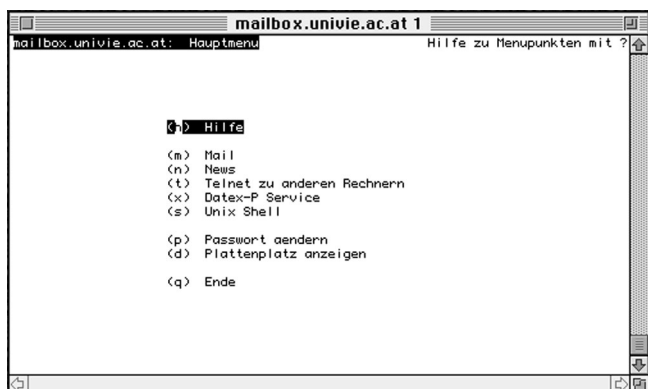 mailbox.univie.ac.at 1
mailbox.univie.ac.at: Hauptmenu Hilfe zu Menupunkten mit ?
(h) Hilfe
(m) Mail
(n) News
(t) Telnet zu anderen Rechnern
(x) Datex-P Service
(s) Unix Shell
(p) Passwort aendern
(d) Plattenplatz anzeigen
(q) Ende